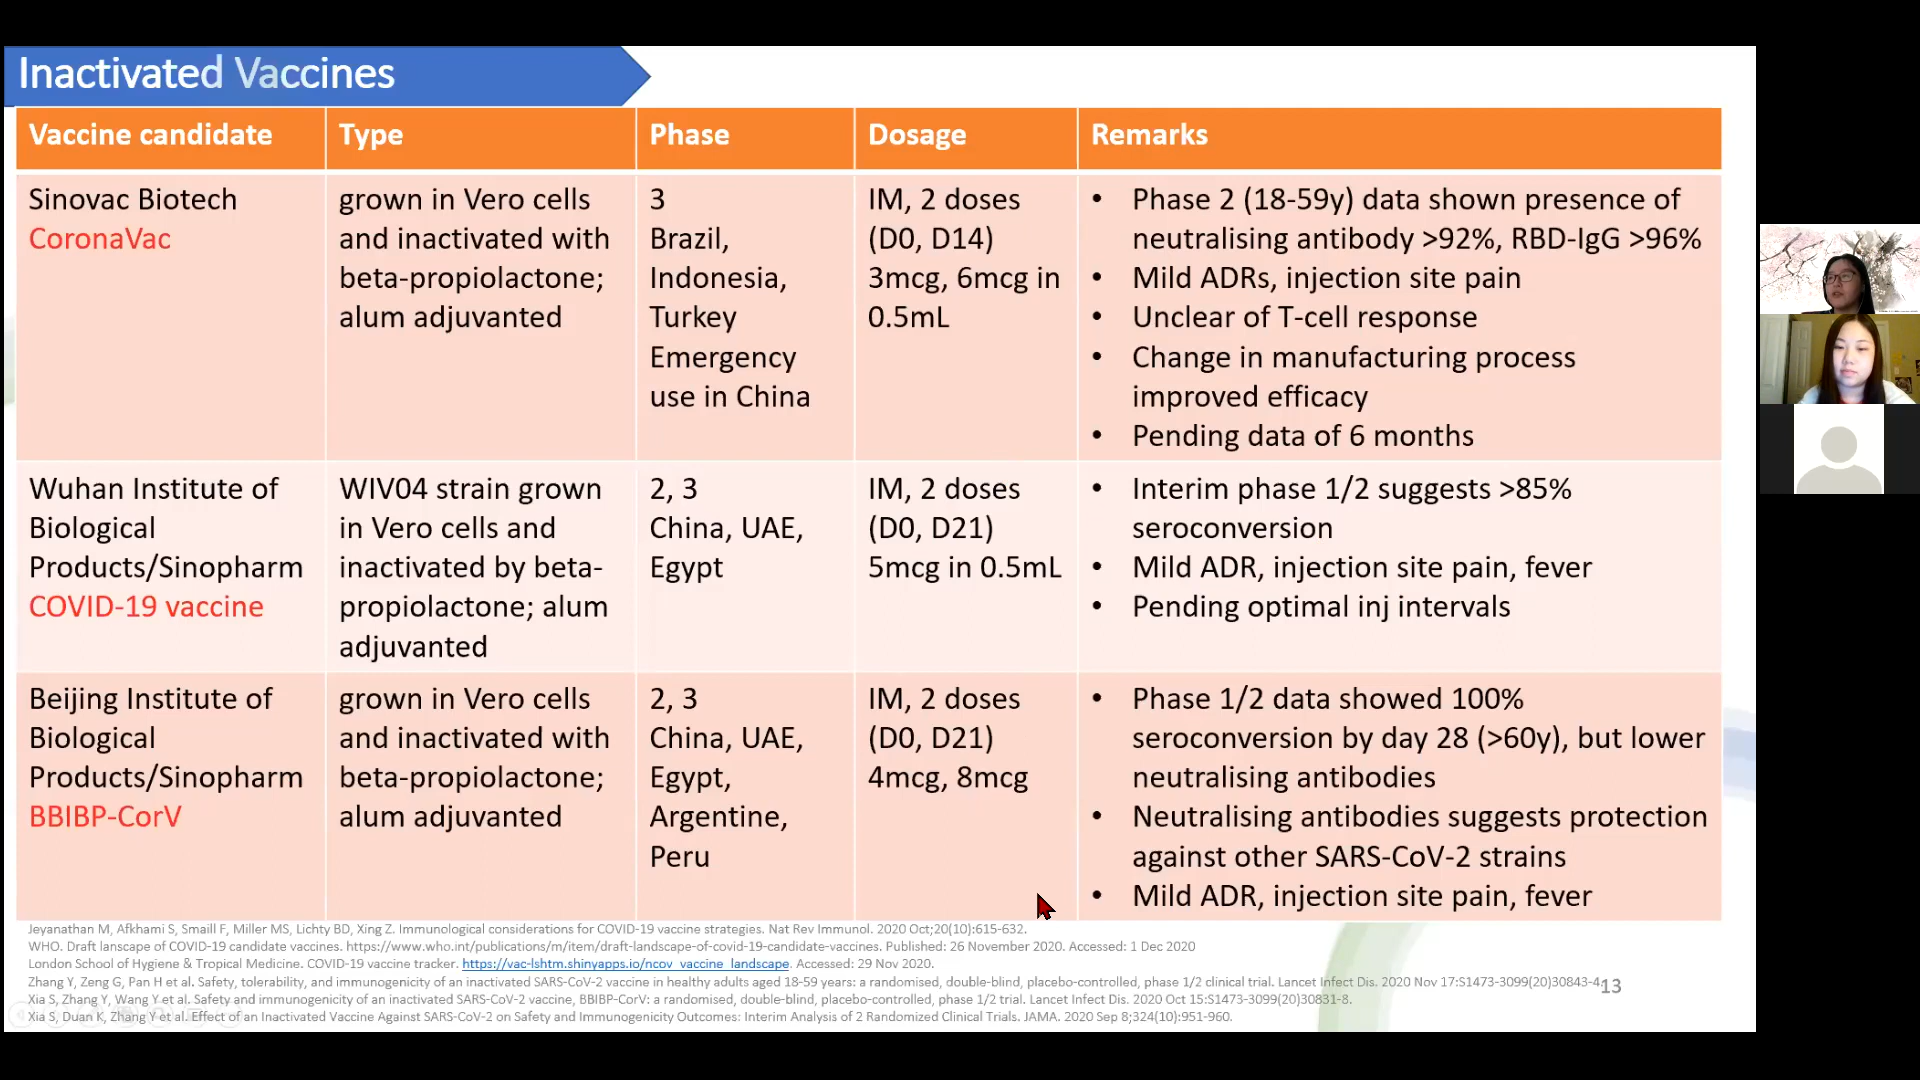 Inactivated Vaccines
Vaccine candidate
Type
Phase
Dosage
Remarks
Sinovac Biotech
CoronaVac
grown in Vero cells
and inactivated with
beta-propiolactone;
alum adjuvanted
3
Brazil,
Indonesia,
Turkey
Emergency
use in China
IM, 2 doses
(D0, D14)
3mcg, 6mcg in
0.5mL
• Phase 2 (18-59y) data shown presence of
neutralising antibody >92%, RBD-IgG >96%
• Mild ADRs, injection site pain
• Unclear of T-cell response
• Change in manufacturing process
improved efficacy
• Pending data of 6 months
Wuhan Institute of
Biological
Products/Sinopharm
COVID-19 vaccine
WIV04 strain grown
in Vero cells and
inactivated by beta-
propiolactone; alum
adjuvanted
2, 3
China, UAE,
Egypt
IM, 2 doses
(D0, D21)
5mcg in 0.5mL
• Interim phase 1/2 suggests >85%
seroconversion
• Mild ADR, injection site pain, fever
• Pending optimal inj intervals
Beijing Institute of
Biological
Products/Sinopharm
BBIBP-CorV
grown in Vero cells
and inactivated with
beta-propiolactone;
alum adjuvanted
2, 3
China, UAE,
Egypt,
Argentine,
Peru
IM, 2 doses
(D0, D21)
4mcg, 8mcg
• Phase 1/2 data showed 100%
seroconversion by day 28 (>60y), but lower
neutralising antibodies
• Neutralising antibodies suggests protection
against other SARS-CoV-2 strains
• Mild ADR, injection site pain, fever
Jeyanathan M, Afkhami S, Smaill F, Miller MS, Lichty BD, Xing Z. Immunological considerations for COVID-19 vaccine strategies. Nat Rev Immunol. 2020 Oct;20(10):615-632.
WHO. Draft lanscape of COVID-19 candidate vaccines. https://www.who.int/publications/m/item/draft-landscape-of-covid-19-candidate-vaccines. Published: 26 November 2020. Accessed: 1 Dec 2020
London School of Hygiene & Tropical Medicine. COVID-19 vaccine tracker. https://vac-lshtm.shinyapps.io/ncov_vaccine_landscape. Accessed: 29 Nov 2020.
Zhang Y, Zeng G, Pan H et al. Safety, tolerability, and immunogenicity of an inactivated SARS-CoV-2 vaccine in healthy adults aged 18-59 years: a randomised, double-blind, placebo-controlled, phase 1/2 clinical trial. Lancet Infect Dis. 2020 Nov 17:S1473-3099(20)30843-4.
Xia S, Zhang Y, Wang Y et al. Safety and immunogenicity of an inactivated SARS-CoV-2 vaccine, BBIBP-CorV: a randomised, double-blind, placebo-controlled, phase 1/2 trial. Lancet Infect Dis. 2020 Oct 15:S1473-3099(20)30831-8.
Xia S, Duan K, Zhang Y et al. Effect of an Inactivated Vaccine Against SARS-CoV-2 on Safety and Immunogenicity Outcomes: Interim Analysis of 2 Randomized Clinical Trials. JAMA. 2020 Sep 8;324(10):951-960.
13